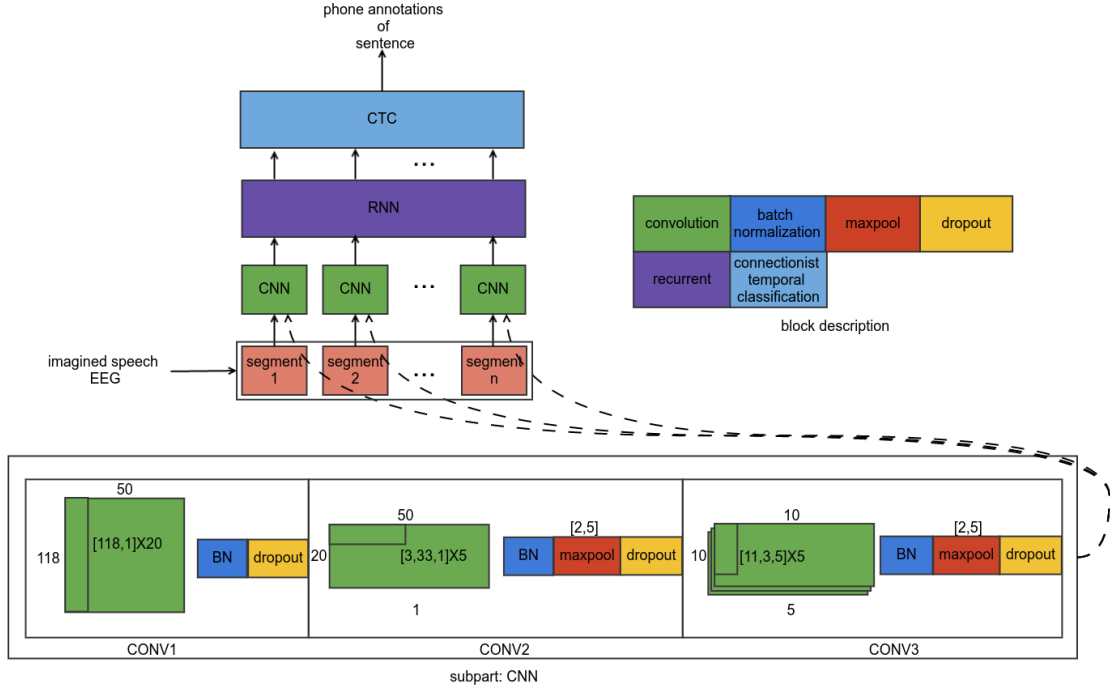 phone annotations
of
sentence
CTC
...
RNN
convolution
batch
normalization
maxpool
dropout
recurrent
connectionist
temporal
classification
block description
CNN
CNN
...
CNN
imagined speech
EEG
segment
1
segment
2
...
segment
n
50
118
[118,1]X20
BN
dropout
CONV1
50
20
[3,33,1]X5
1
[2,5]
BN
maxpool
dropout
CONV2
10
10
[11,3,5]X5
5
[2,5]
BN
maxpool
dropout
CONV3
subpart: CNN